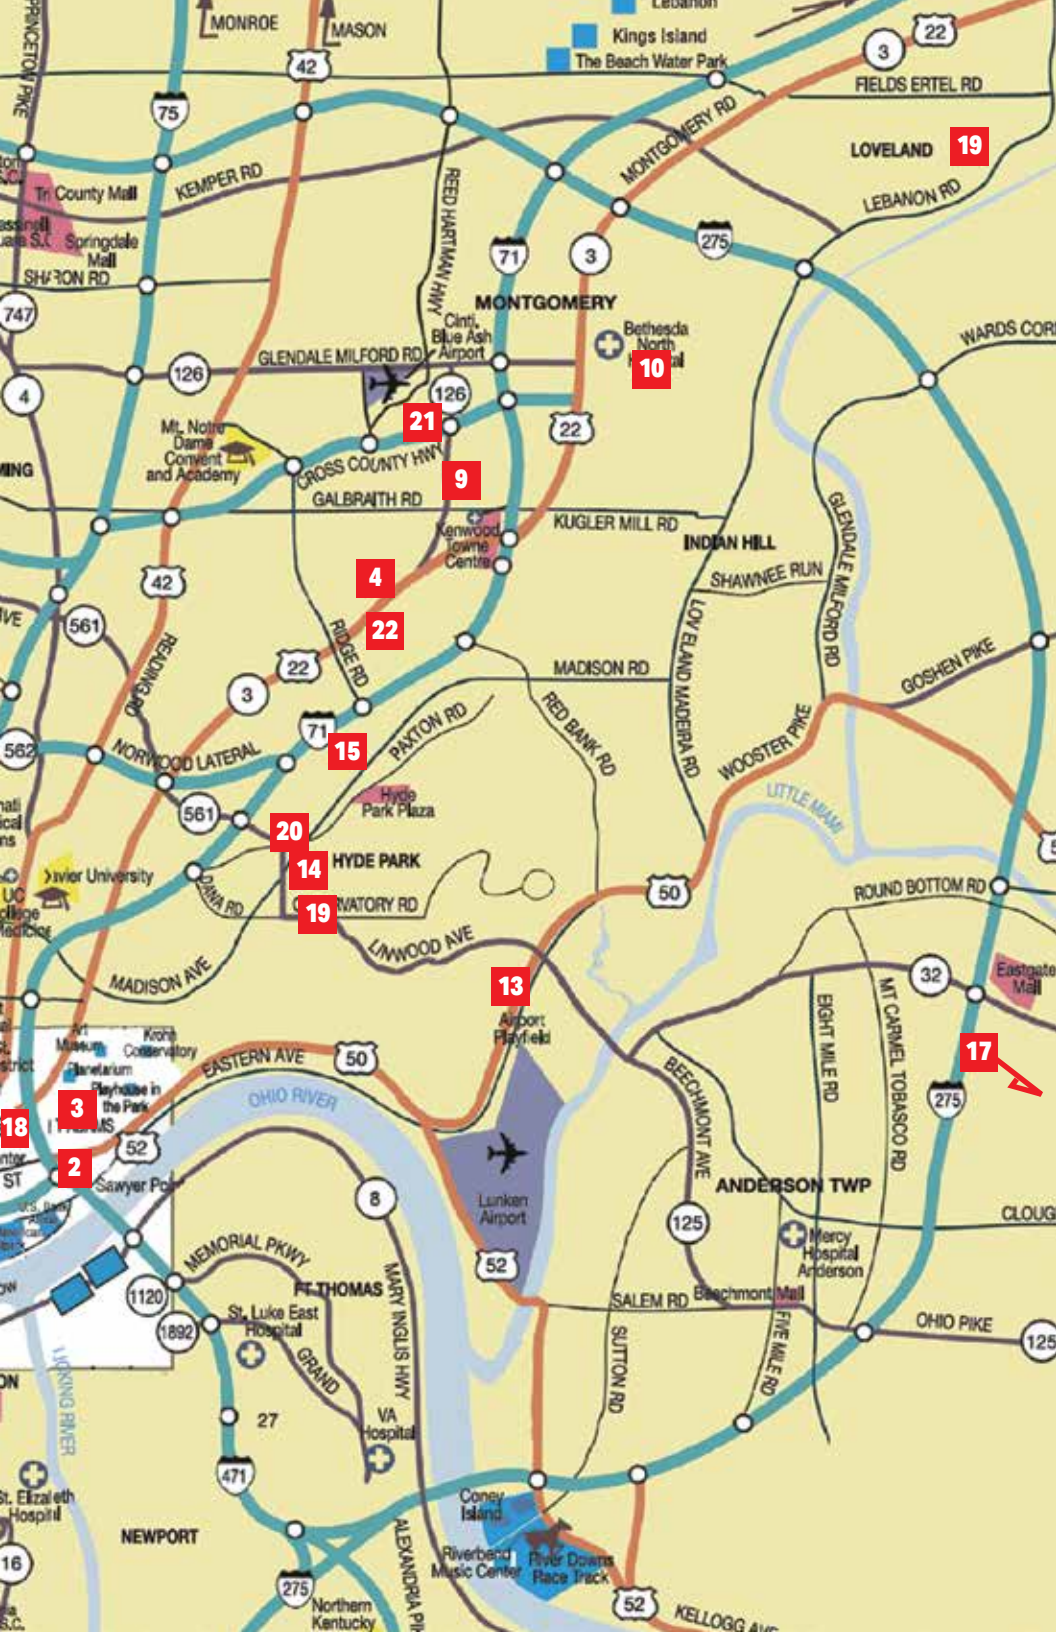 PRINCETON PIKE
MONROE
MASON
Lebanon
Kings Island
The Beach Water Park
22
3
42
75
FIELDS ERTEL RD
MONTGOMERY RD
LOVELAND
19
LEBANON RD
KEMPER RD
REED HARTMAN HWY
Tri County Mall
Springdale
Mall
SHARON RD
71
3
275
747
MONTGOMERY
Cinti.
Blue Ash
Airport
Bethesda
North
10
WARDS COR
GLENDALE MILFORD RD
126
4
126
21
22
Mt. Notre
Dame
Convent
and Academy
CROSS COUNTY HWY
9
GALBRAITH RD
KUGLER MILL RD
Kenwood
Towne
Centre
INDIAN HILL
GLENDALE MILFORD RD
SHAWNEE RUN
42
4
561
22
READING RD
RIDGE RD
22
3
MADISON RD
LOVELAND MADEIRA RD
GOSHEN PIKE
RED BANK RD
PAXTON RD
71
15
562
NORWOOD LATERAL
WOOSTER PIKE
LITTLE MIAMI
Hyde
Park Plaza
561
20
HYDE PARK
14
Xavier University
UC
DANA RD
19
50
ROUND BOTTOM RD
LINWOOD AVE
MADISON AVE
32
Eastgate
Mall
13
Airport
Playfield
EIGHT MILE RD
MT CARMEL TOBASCO RD
Art
Museum
Krohn
Conservatory
Planetarium
Playhouse in
the Park
EASTERN AVE
50
17
OHIO RIVER
BEECHMONT AVE
275
3
18
52
2
ST
Sawyer Poi
8
ANDERSON TWP
Lunken
Airport
125
CLOUG
Mercy
Hospital
Anderson
MEMORIAL PKWY
52
1120
FT THOMAS
MARY INGLIS HWY
SALEM RD
Beechmont Mall
1892
St. Luke East
Hospital
OHIO PIKE
125
GRAND
SUTTON RD
FIVE MILE RD
LICKING RIVER
27
VA
Hospital
471
St. Elizabeth
Hospital
Coney
Island
NEWPORT
ALEXANDRIA PI
Riverbend
Music Center
River Downs
Race Track
16
275
Northern
Kentucky
52
KELLOGG AVE